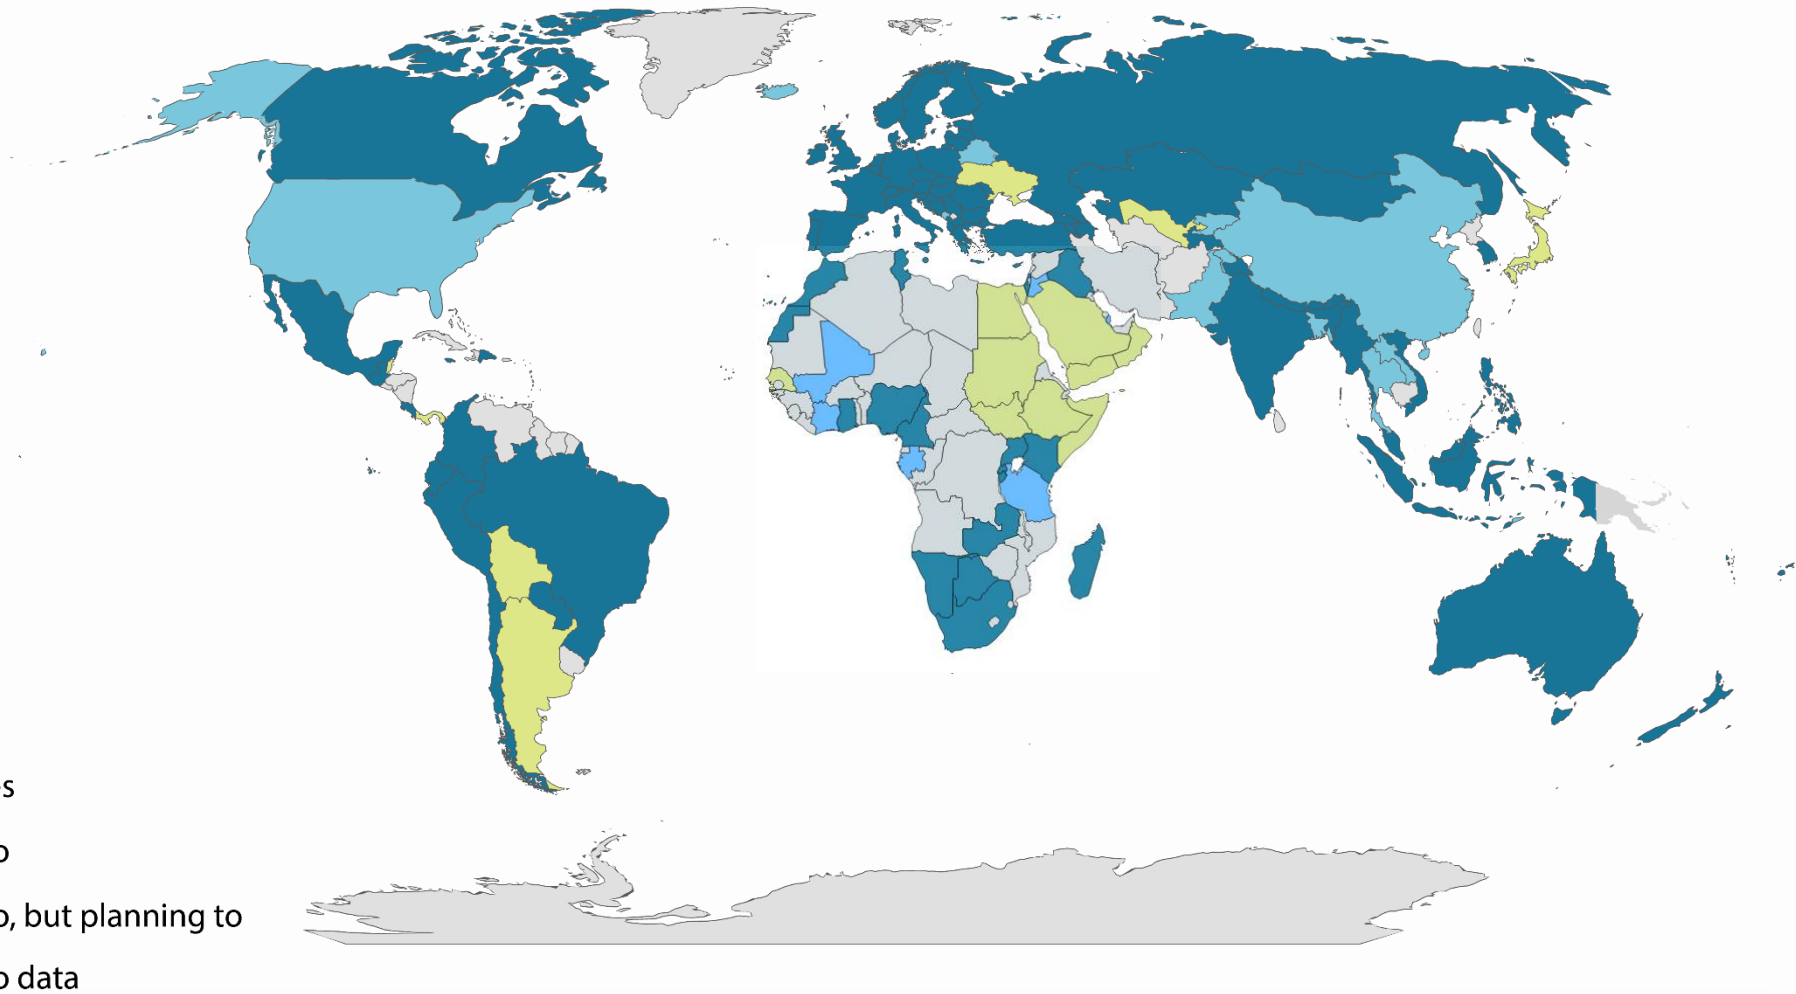 s
o
o, but planning to
o data